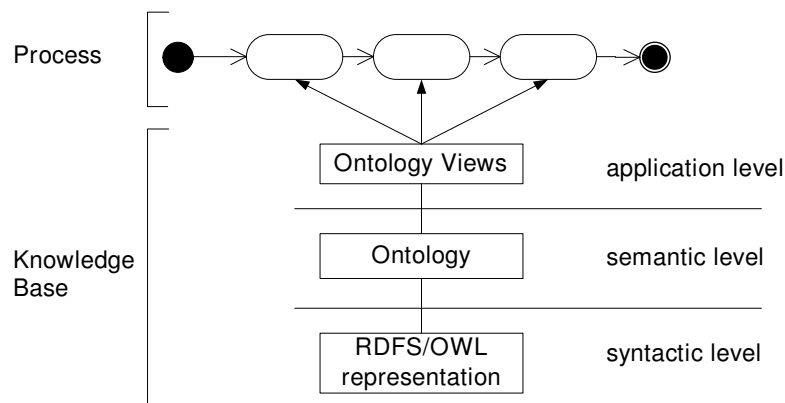 Process
Ontology Views
application level
Knowledge
Base
Ontology
semantic level
RDFS/OWL
representation
syntactic level